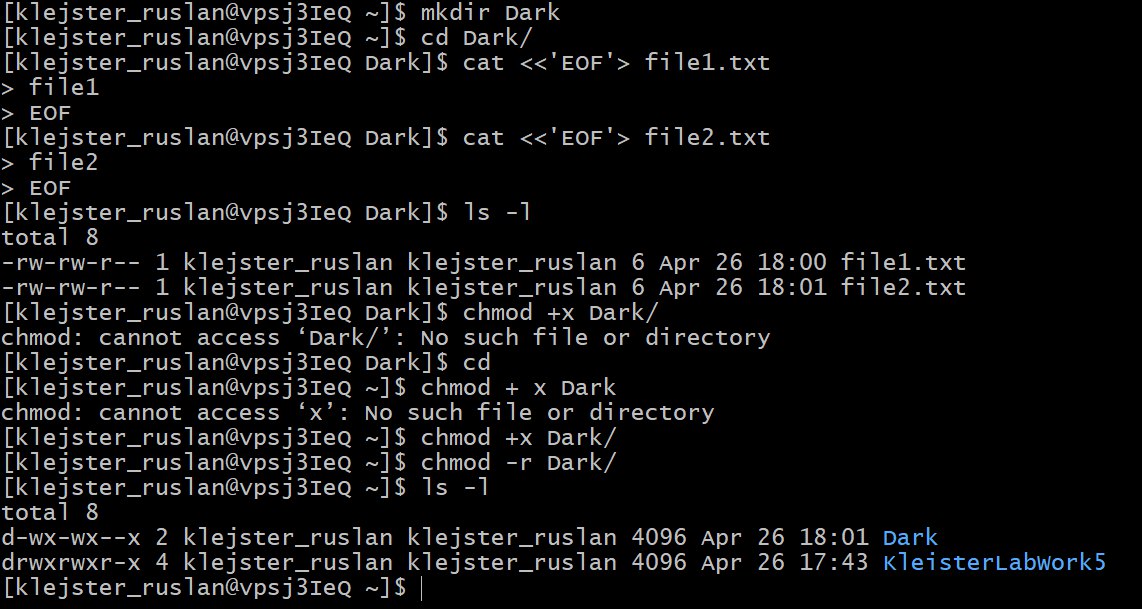 [klejster_ruslan@vpsj3IeQ ~]$ mkdir Dark
[klejster_ruslan@vpsj3IeQ ~]$ cd Dark/
[klejster_ruslan@vpsj3IeQ Dark]$ cat <<'EOF'> file1.txt
> file1
> EOF
[klejster_ruslan@vpsj3IeQ Dark]$ cat <<'EOF'> file2.txt
> file2
> EOF
[klejster_ruslan@vpsj3IeQ Dark]$ ls -l
total 8
-rw-rw-r-- 1 klejster_ruslan klejster_ruslan 6 Apr 26 18:00 file1.txt
-rw-rw-r-- 1 klejster_ruslan klejster_ruslan 6 Apr 26 18:01 file2.txt
[klejster_ruslan@vpsj3IeQ Dark]$ chmod +x Dark/
chmod: cannot access ‘Dark/’: No such file or directory
[klejster_ruslan@vpsj3IeQ Dark]$ cd
[klejster_ruslan@vpsj3IeQ ~]$ chmod + x Dark
chmod: cannot access ‘x’: No such file or directory
[klejster_ruslan@vpsj3IeQ ~]$ chmod +x Dark/
[klejster_ruslan@vpsj3IeQ ~]$ chmod -r Dark/
[klejster_ruslan@vpsj3IeQ ~]$ ls -l
total 8
d-wx-wx--x 2 klejster_ruslan klejster_ruslan 4096 Apr 26 18:01 Dark
drwxrwxr-x 4 klejster_ruslan klejster_ruslan 4096 Apr 26 17:43 KleisterLabWork5
[klejster_ruslan@vpsj3IeQ ~]$